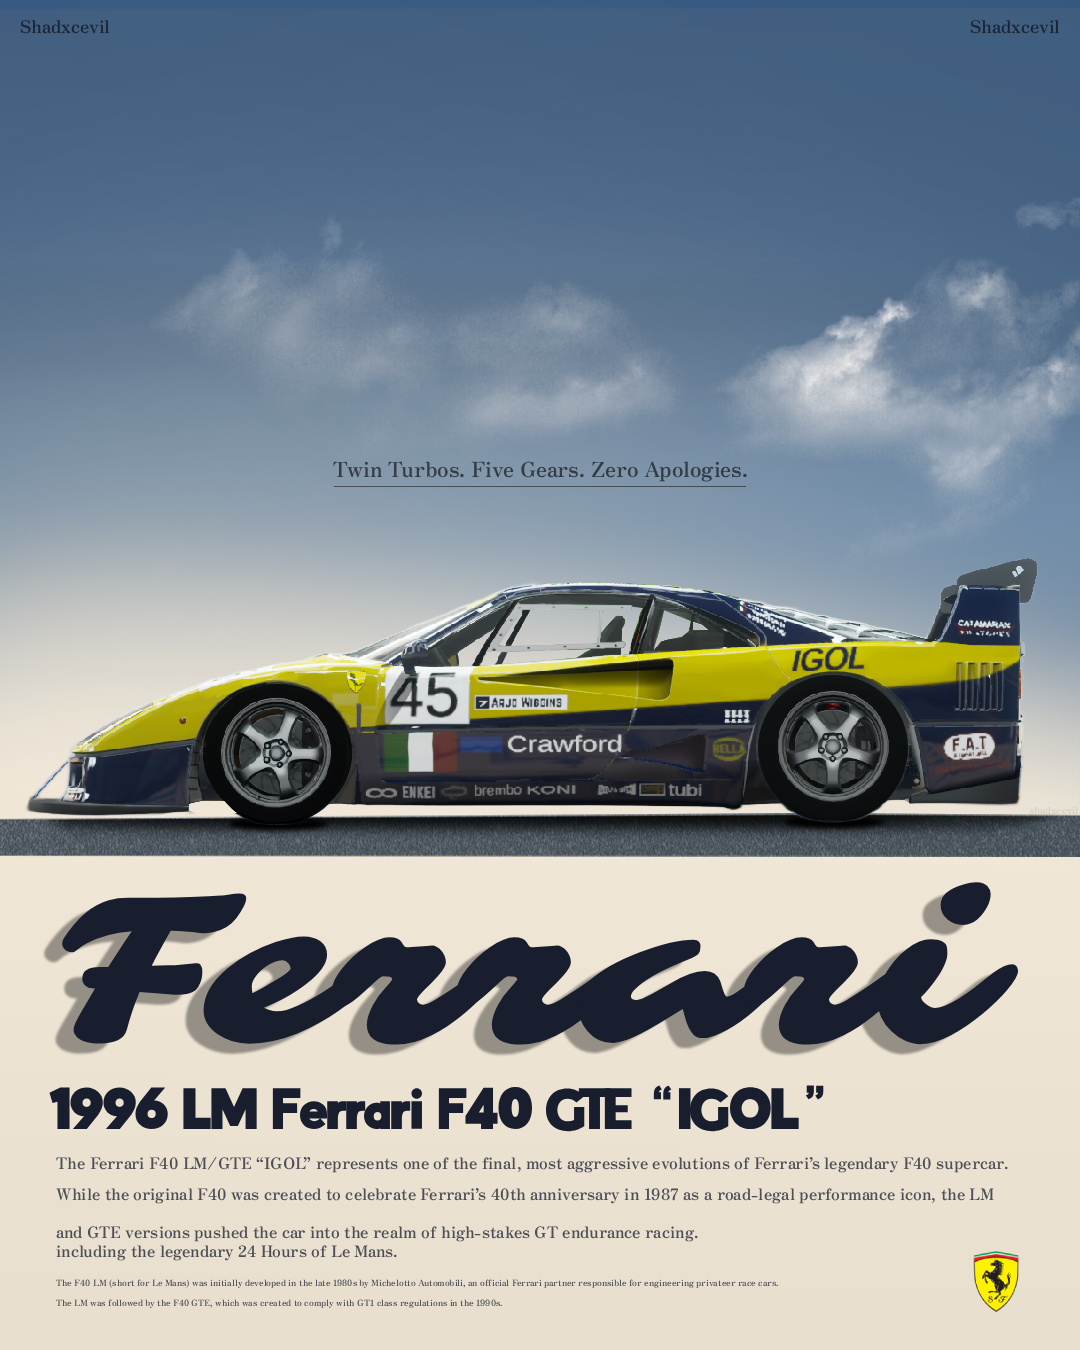 Shadxcevil
Shadxcevil
Twin Turbos. Five Gears. Zero Apologies.
IGOL
45
ARJO WIGGINS
Crawford
HELLA
F.A.T
ENKEI
brembo
KONI
tubi
shadxcevil
Ferrari
1996 LM Ferrari F40 GTE “IGOL”
The Ferrari F40 LM/GTE “IGOL” represents one of the final, most aggressive evolutions of Ferrari’s legendary F40 supercar.
While the original F40 was created to celebrate Ferrari’s 40th anniversary in 1987 as a road-legal performance icon, the LM
and GTE versions pushed the car into the realm of high-stakes GT endurance racing.
including the legendary 24 Hours of Le Mans.
The F40 LM (short for Le Mans) was initially developed in the late 1980s by Michelotto Automobili, an official Ferrari partner responsible for engineering privateer race cars.
The LM was followed by the F40 GTE, which was created to comply with GT1 class regulations in the 1990s.
S F